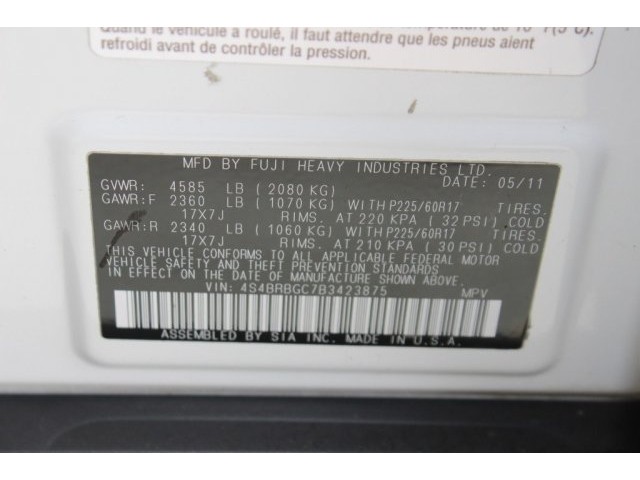 Quand le véhicule a roulé, il faut attendre que les pneus aient
refroidi avant de contrôler la pression.
MFD BY FUJI HEAVY INDUSTRIES LTD.
GVWR: 4585 LB (2080 KG) DATE: 05/11
GAWR:F 2360 LB (1070 KG) WITH P225/60R17 TIRES.
17X7J RIMS. AT 220 KPA (32 PSI) COLD
GAWR:R 2340 LB (1060 KG) WITH P225/60R17 TIRES.
17X7J RIMS. AT 210 KPA (30 PSI) COLD
THIS VEHICLE CONFORMS TO ALL APPLICABLE FEDERAL MOTOR
VEHICLE SAFETY, BUMPER, AND THEFT PREVENTION STANDARDS
IN EFFECT ON THE DATE OF MANUFACTURE SHOWN ABOVE.
VIN: 4S4BRBGC7B3423875 MPV
ASSEMBLED BY SIA INC. MADE IN U.S.A.